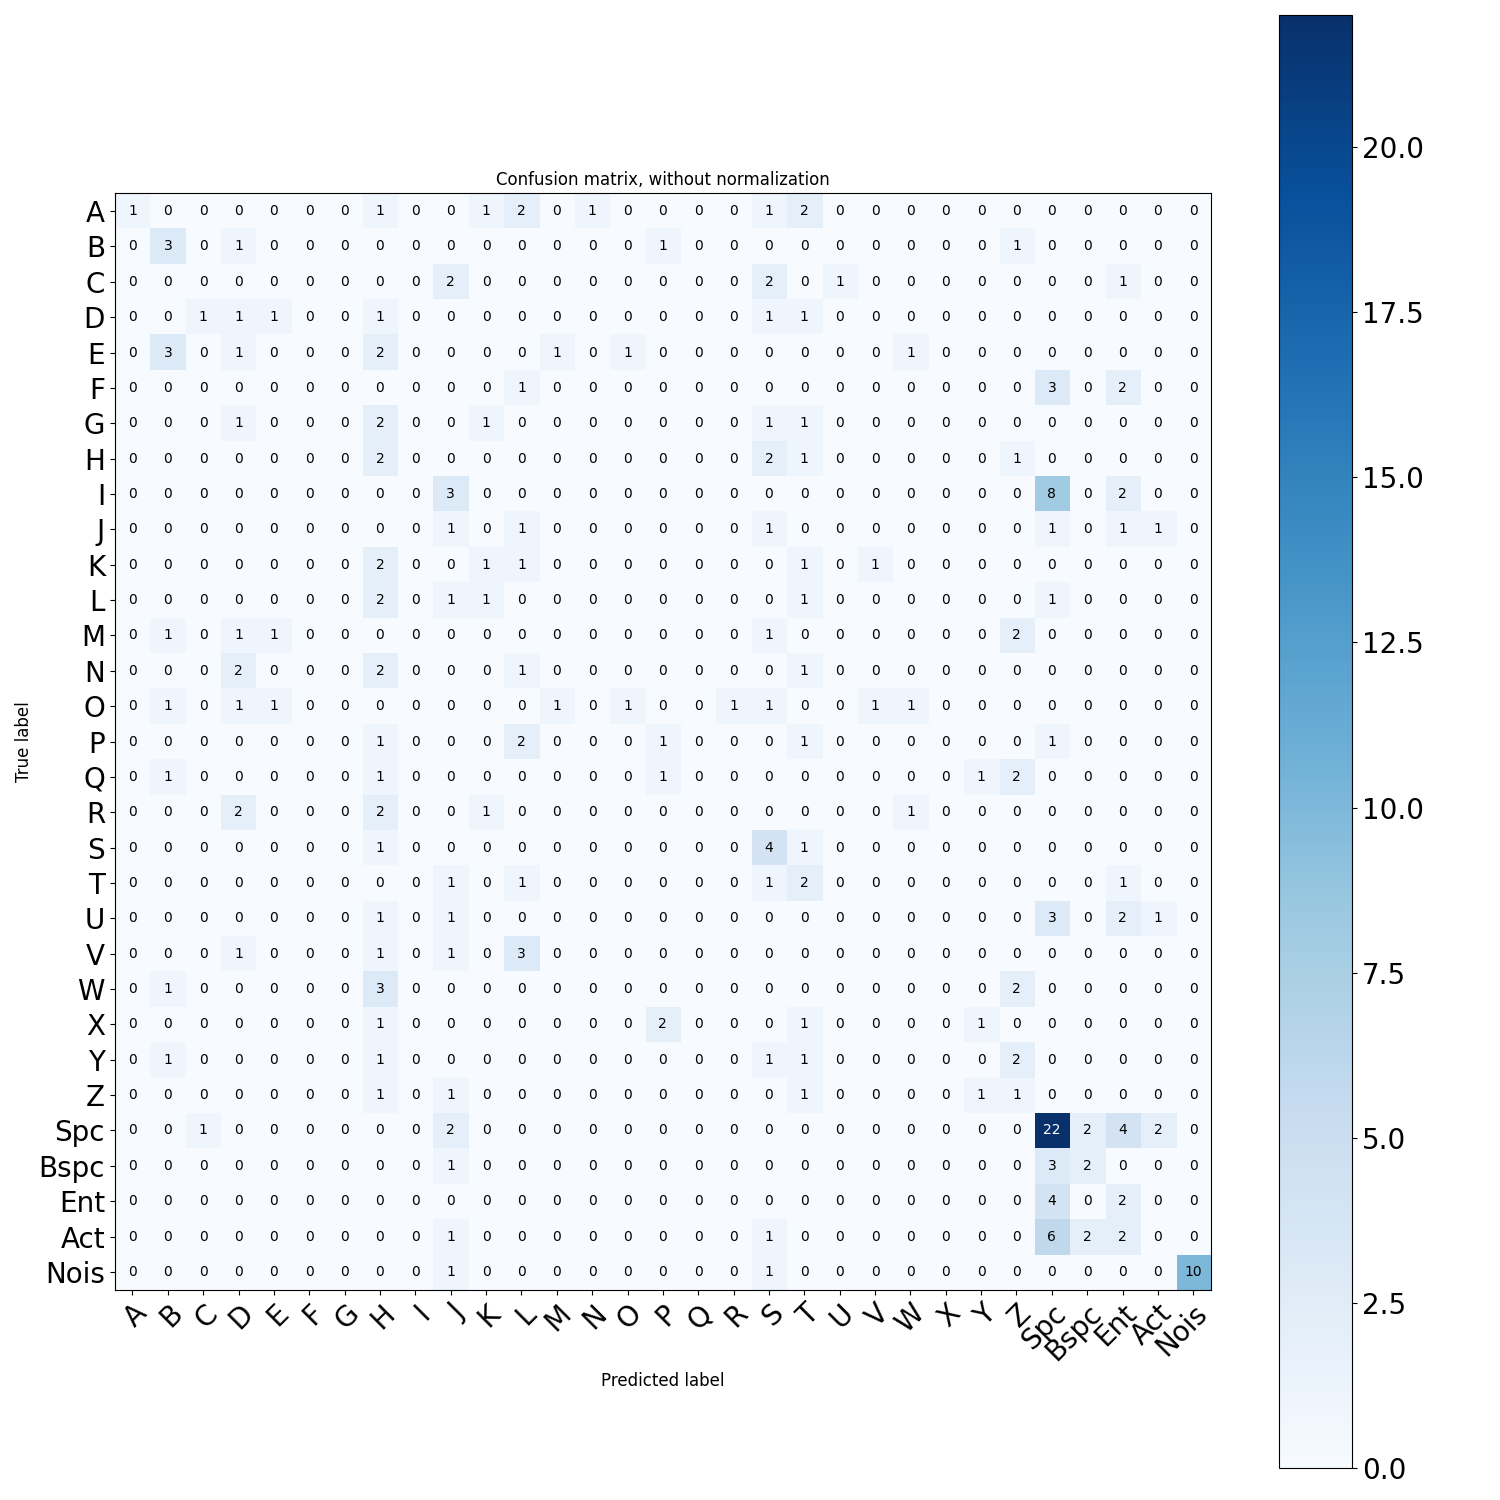 Confusion matrix, without normalization
A 1 0 0 0 0 0 0 1 0 0 1 2 0 1 0 0 0 0 1 2 0 0 0 0 0 0 0 0 0 0 0
B 0 3 0 1 0 0 0 0 0 0 0 0 0 0 0 1 0 0 0 0 0 0 0 0 0 1 0 0 0 0 0
C 0 0 0 0 0 0 0 0 0 2 0 0 0 0 0 0 0 0 2 0 1 0 0 0 0 0 0 0 1 0 0
D 0 0 1 1 1 0 0 1 0 0 0 0 0 0 0 0 0 0 1 1 0 0 0 0 0 0 0 0 0 0 0
E 0 3 0 1 0 0 0 2 0 0 0 0 1 0 1 0 0 0 0 0 0 0 1 0 0 0 0 0 0 0 0
F 0 0 0 0 0 0 0 0 0 0 0 1 0 0 0 0 0 0 0 0 0 0 0 0 0 0 3 0 2 0 0
G 0 0 0 1 0 0 0 2 0 0 1 0 0 0 0 0 0 0 1 1 0 0 0 0 0 0 0 0 0 0 0
H 0 0 0 0 0 0 0 2 0 0 0 0 0 0 0 0 0 0 2 1 0 0 0 0 0 1 0 0 0 0 0
I 0 0 0 0 0 0 0 0 0 3 0 0 0 0 0 0 0 0 0 0 0 0 0 0 0 0 8 0 2 0 0
J 0 0 0 0 0 0 0 0 0 1 0 1 0 0 0 0 0 0 1 0 0 0 0 0 0 0 1 0 1 1 0
K 0 0 0 0 0 0 0 2 0 0 1 1 0 0 0 0 0 0 0 1 0 1 0 0 0 0 0 0 0 0 0
L 0 0 0 0 0 0 0 2 0 1 1 0 0 0 0 0 0 0 0 1 0 0 0 0 0 0 1 0 0 0 0
M 0 1 0 1 1 0 0 0 0 0 0 0 0 0 0 0 0 0 1 0 0 0 0 0 0 2 0 0 0 0 0
N 0 0 0 2 0 0 0 2 0 0 0 1 0 0 0 0 0 0 0 1 0 0 0 0 0 0 0 0 0 0 0
O 0 1 0 1 1 0 0 0 0 0 0 0 1 0 1 0 0 1 1 0 0 1 1 0 0 0 0 0 0 0 0
P 0 0 0 0 0 0 0 1 0 0 0 2 0 0 0 1 0 0 0 1 0 0 0 0 0 0 1 0 0 0 0
Q 0 1 0 0 0 0 0 1 0 0 0 0 0 0 0 1 0 0 0 0 0 0 0 0 1 2 0 0 0 0 0
R 0 0 0 2 0 0 0 2 0 0 1 0 0 0 0 0 0 0 0 0 0 0 1 0 0 0 0 0 0 0 0
S 0 0 0 0 0 0 0 1 0 0 0 0 0 0 0 0 0 0 4 1 0 0 0 0 0 0 0 0 0 0 0
T 0 0 0 0 0 0 0 0 0 1 0 1 0 0 0 0 0 0 1 2 0 0 0 0 0 0 0 0 1 0 0
U 0 0 0 0 0 0 0 1 0 1 0 0 0 0 0 0 0 0 0 0 0 0 0 0 0 0 3 0 2 1 0
V 0 0 0 1 0 0 0 1 0 1 0 3 0 0 0 0 0 0 0 0 0 0 0 0 0 0 0 0 0 0 0
W 0 1 0 0 0 0 0 3 0 0 0 0 0 0 0 0 0 0 0 0 0 0 0 0 0 2 0 0 0 0 0
X 0 0 0 0 0 0 0 1 0 0 0 0 0 0 0 2 0 0 0 1 0 0 0 0 1 0 0 0 0 0 0
Y 0 1 0 0 0 0 0 1 0 0 0 0 0 0 0 0 0 0 1 1 0 0 0 0 0 2 0 0 0 0 0
Z 0 0 0 0 0 0 0 1 0 1 0 0 0 0 0 0 0 0 0 1 0 0 0 0 1 1 0 0 0 0 0
Spc 0 0 1 0 0 0 0 0 0 2 0 0 0 0 0 0 0 0 0 0 0 0 0 0 0 0 22 2 4 2 0
Bspc 0 0 0 0 0 0 0 0 0 1 0 0 0 0 0 0 0 0 0 0 0 0 0 0 0 0 3 2 0 0 0
Ent 0 0 0 0 0 0 0 0 0 0 0 0 0 0 0 0 0 0 0 0 0 0 0 0 0 0 4 0 2 0 0
Act 0 0 0 0 0 0 0 0 0 1 0 0 0 0 0 0 0 0 1 0 0 0 0 0 0 0 6 2 2 0 0
Nois 0 0 0 0 0 0 0 0 0 1 0 0 0 0 0 0 0 0 1 0 0 0 0 0 0 0 0 0 0 0 10
A B C D E F G H I J K L M N O P Q R S T U V W X Y Z Spc Bspc Ent Act Nois
Predicted label
True label
20.0
17.5
15.0
12.5
10.0
7.5
5.0
2.5
0.0